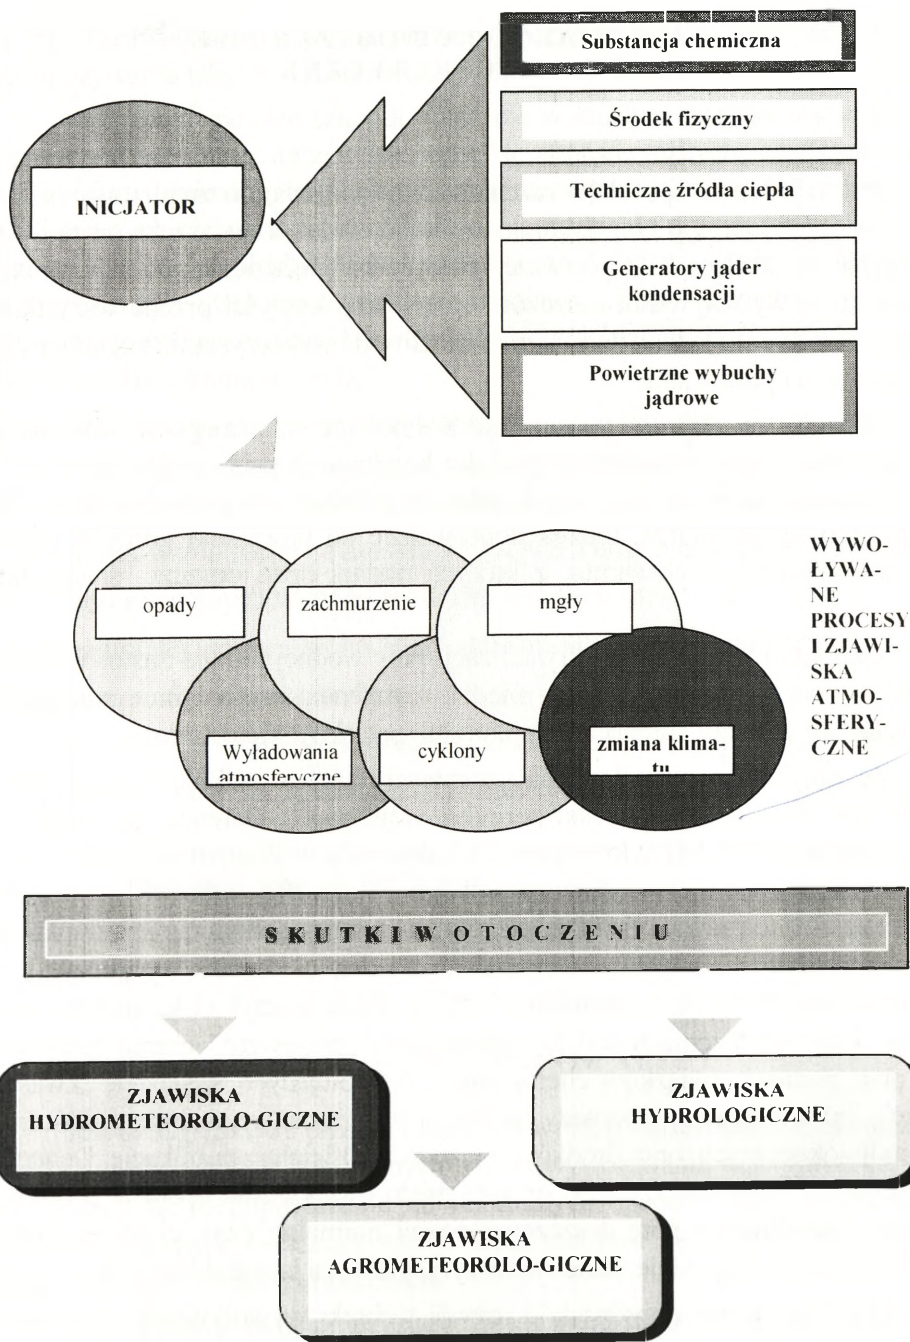 Substancja chemiczna
Środek fizyczny
Techniczne źródła ciepła
INICJATOR
Generatory jąder
kondensacji
Powietrzne wybuchy
jądrowe
opady
zachmurzenie
mgły
Wyładowania
atmosferyczne
cyklony
zmiana klima-
tu
WYWO-
ŁYWA-
NE
PROCESY
I ZJAWI-
SKA
ATMO-
SFERY-
CZNE
SKUTKI W OTOCZENIU
ZJAWISKA
HYDROMETEOROLO-GICZNE
ZJAWISKA
HYDROLOGICZNE
ZJAWISKA
AGROMETEOROLO-GICZNE